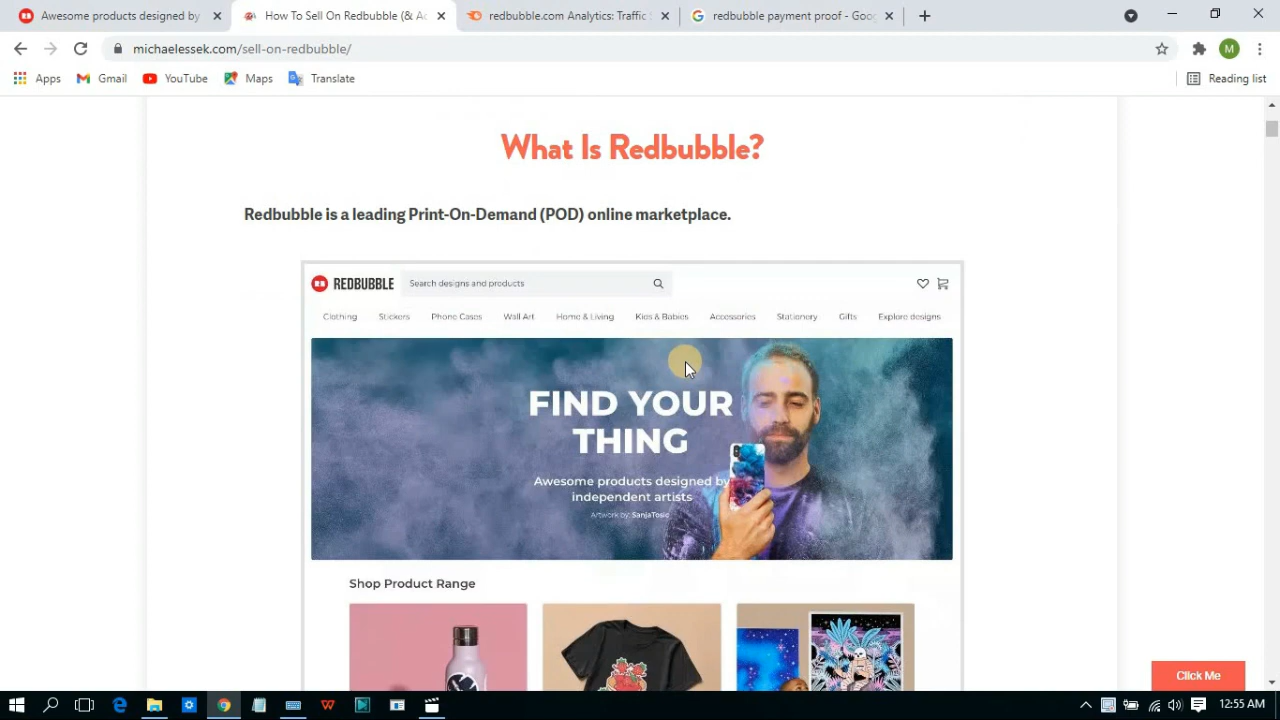 Awesome products designed by
How To Sell On Redbubble (& Ac
redbubble.com Analytics: Traffic S
redbubble payment proof - Goog
michaelessek.com/sell-on-redbubble/
M
Apps
Gmail
YouTube
Maps
Translate
Reading list
What Is Redbubble?
Redbubble is a leading Print-On-Demand (POD) online marketplace.
RB REDBUBBLE
Search designs and products
Clothing
Stickers
Phone Cases
Wall Art
Home & Living
Kids & Babies
Accessories
Stationery
Gifts
Explore designs
FIND YOUR
THING
Awesome products designed by
independent artists
Artwork by: SanjaTosic
Shop Product Range
Click Me
12:55 AM